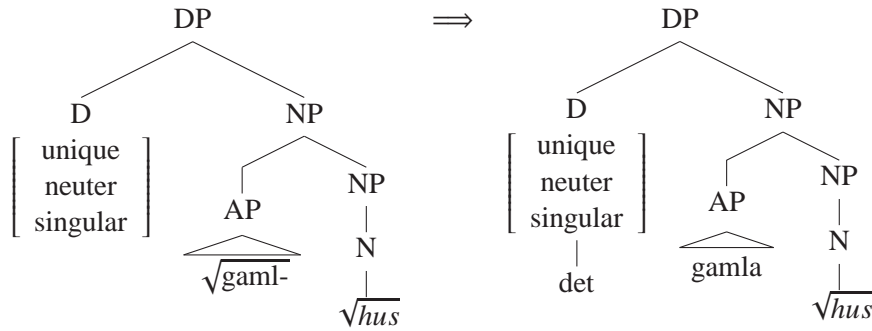 DP ⟹ DP
D NP D NP
unique unique
neuter AP NP neuter AP NP
singular singular
√gaml- N det gamla N
√hus √hus